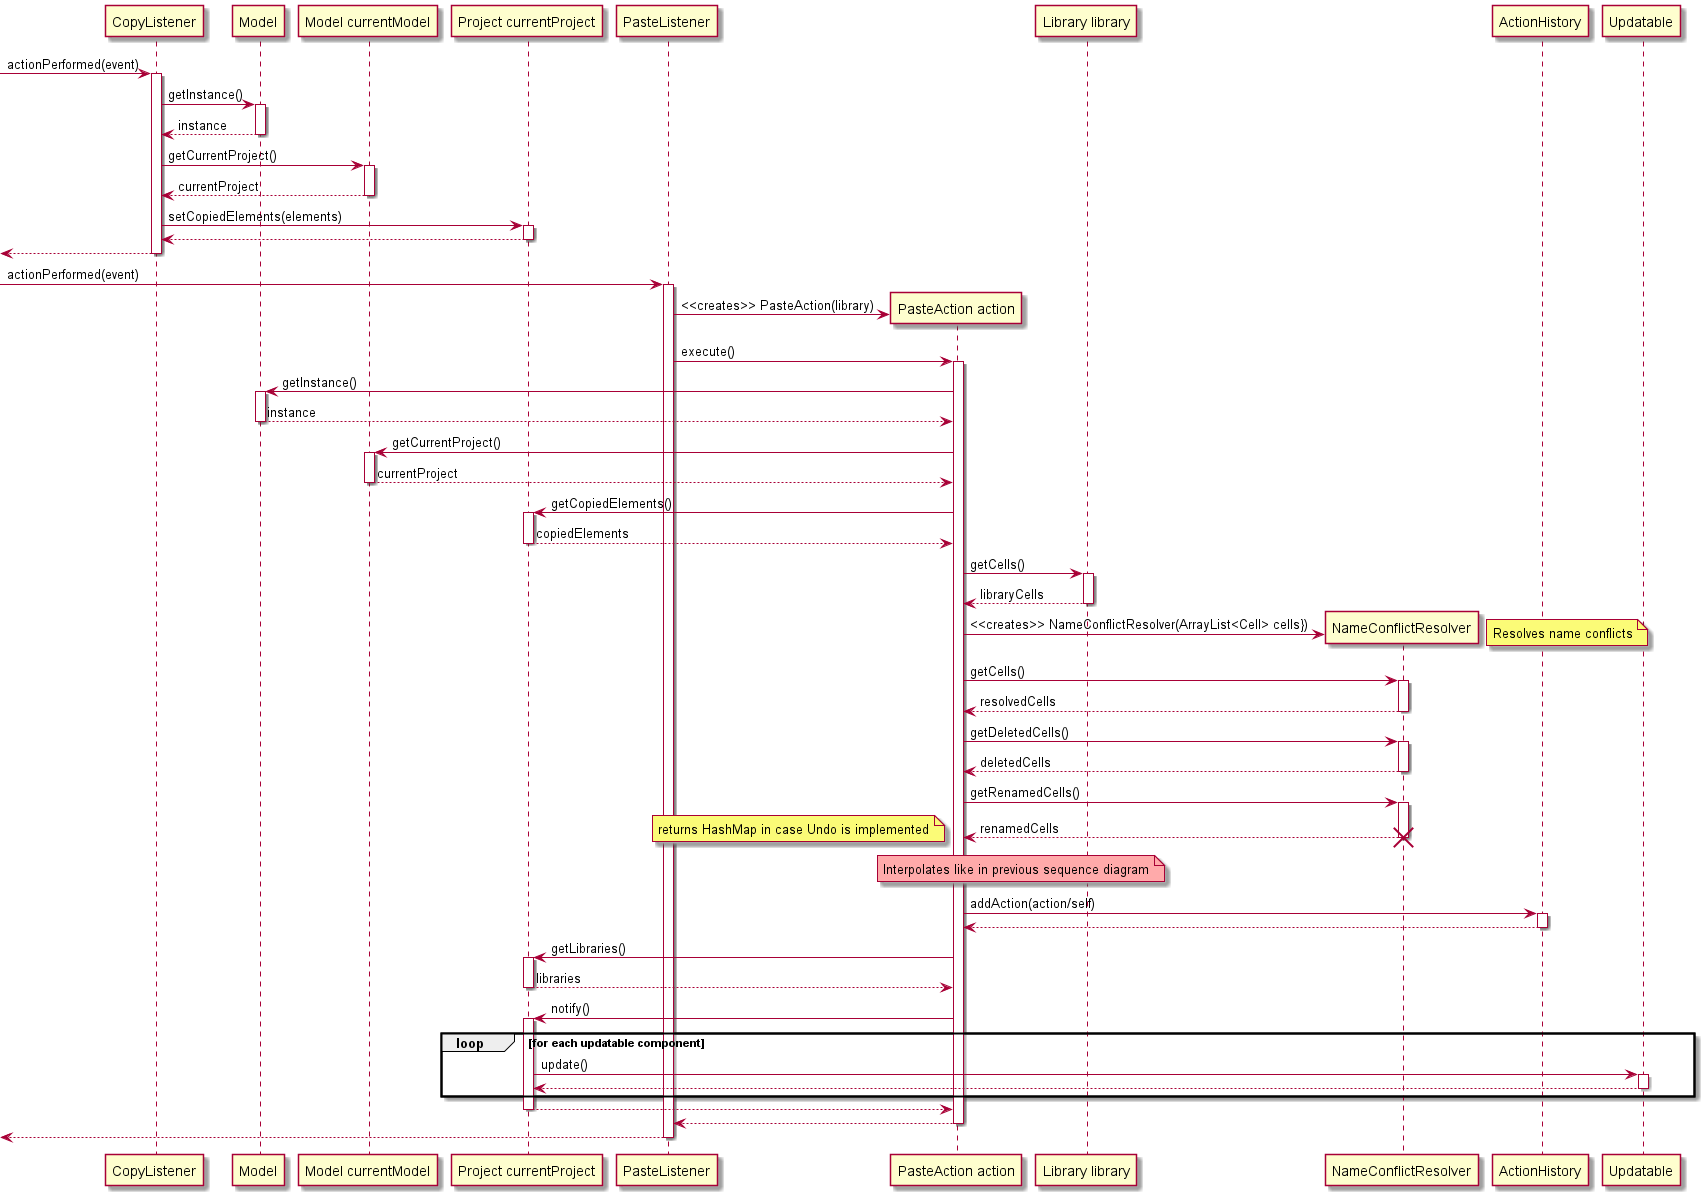 CopyListener
Model
Model currentModel
Project currentProject
PasteListener
Library library
ActionHistory
Updatable
actionPerformed(event)
getInstance()
instance
getCurrentProject()
currentProject
setCopiedElements(elements)
actionPerformed(event)
<<creates>> PasteAction(library)
PasteAction action
execute()
getInstance()
instance
getCurrentProject()
currentProject
getCopiedElements()
copiedElements
getCells()
libraryCells
<<creates>> NameConflictResolver(ArrayList<Cell> cells})
NameConflictResolver
Resolves name conflicts
getCells()
resolvedCells
getDeletedCells()
deletedCells
getRenamedCells()
renamedCells
returns HashMap in case Undo is implemented
Interpolates like in previous sequence diagram
addAction(action/self)
getLibraries()
libraries
notify()
loop
[for each updatable component]
update()
CopyListener
Model
Model currentModel
Project currentProject
PasteListener
PasteAction action
Library library
NameConflictResolver
ActionHistory
Updatable